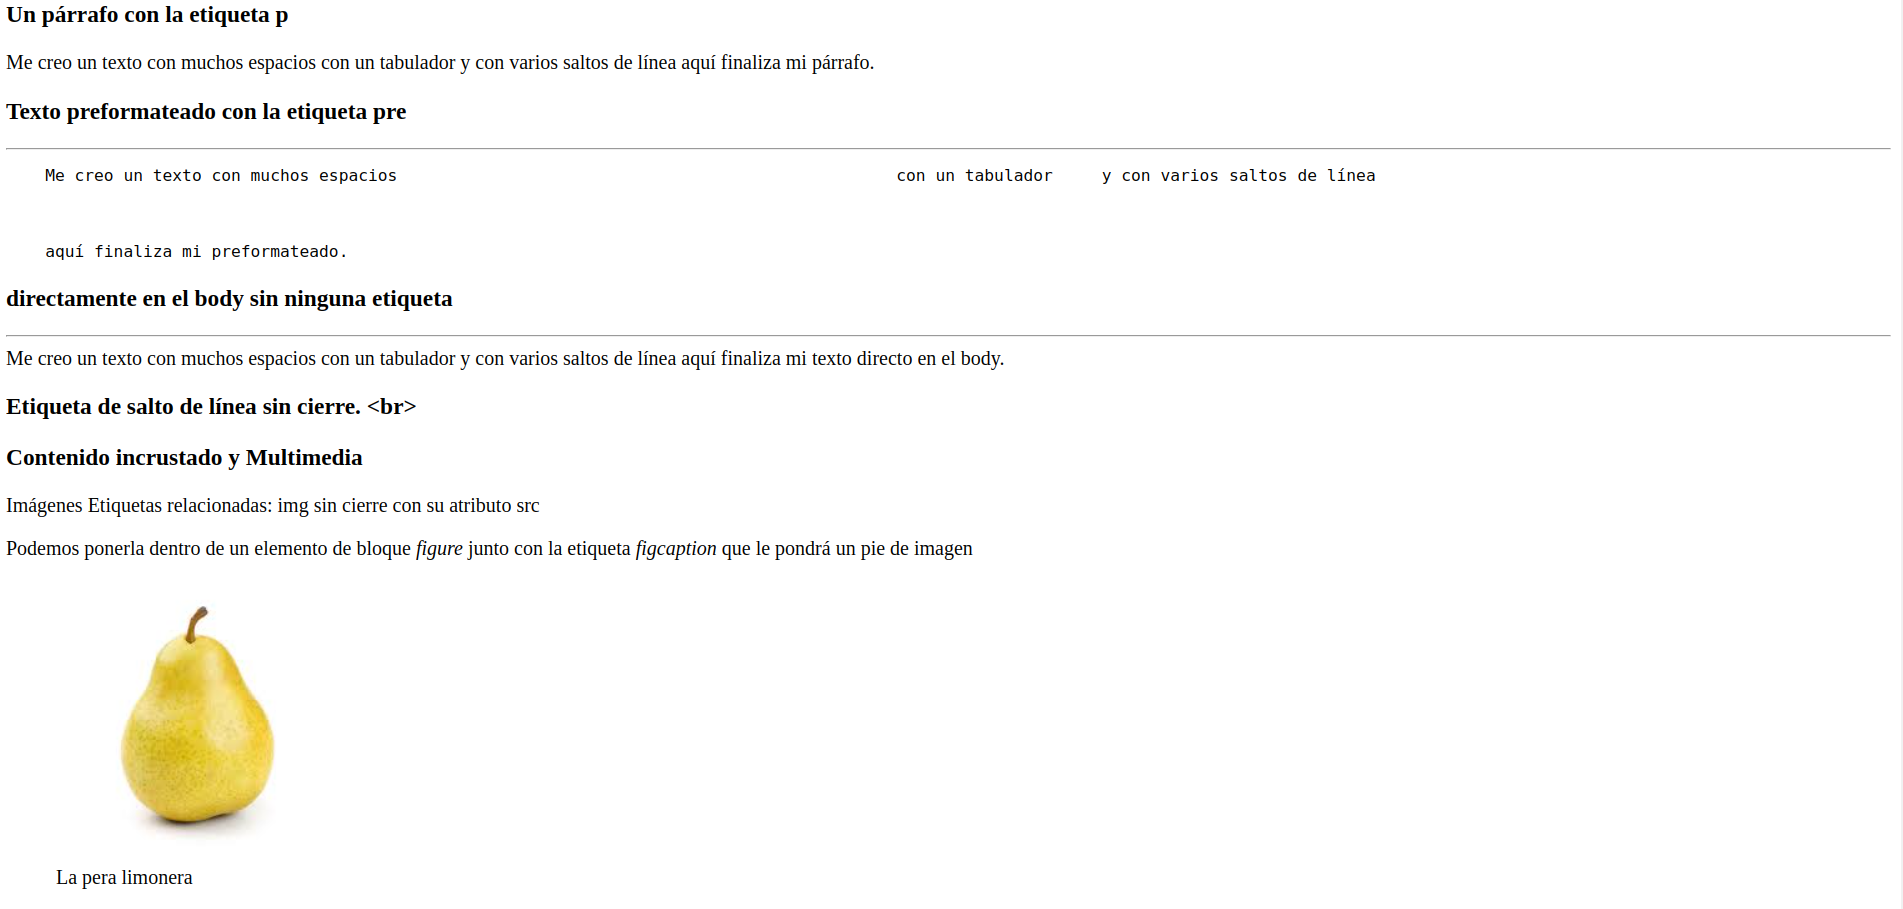 Un párrafo con la etiqueta p
Me creo un texto con muchos espacios con un tabulador y con varios saltos de línea aquí finaliza mi párrafo.
Texto preformateado con la etiqueta pre
Me creo un texto con muchos espacios con un tabulador y con varios saltos de línea
aquí finaliza mi preformateado.
directamente en el body sin ninguna etiqueta
Me creo un texto con muchos espacios con un tabulador y con varios saltos de línea aquí finaliza mi texto directo en el body.
Etiqueta de salto de línea sin cierre. <br>
Contenido incrustado y Multimedia
Imágenes Etiquetas relacionadas: img sin cierre con su atributo src
Podemos ponerla dentro de un elemento de bloque figure junto con la etiqueta figcaption que le pondrá un pie de imagen
La pera limonera